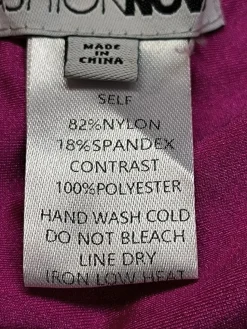 MADE
IN
CHINA
SELF
82%NYLON
18%SPANDEX
CONTRAST
100%POLYESTER
HAND WASH COLD
DO NOT BLEACH
LINE DRY
IRON LOW HEAT